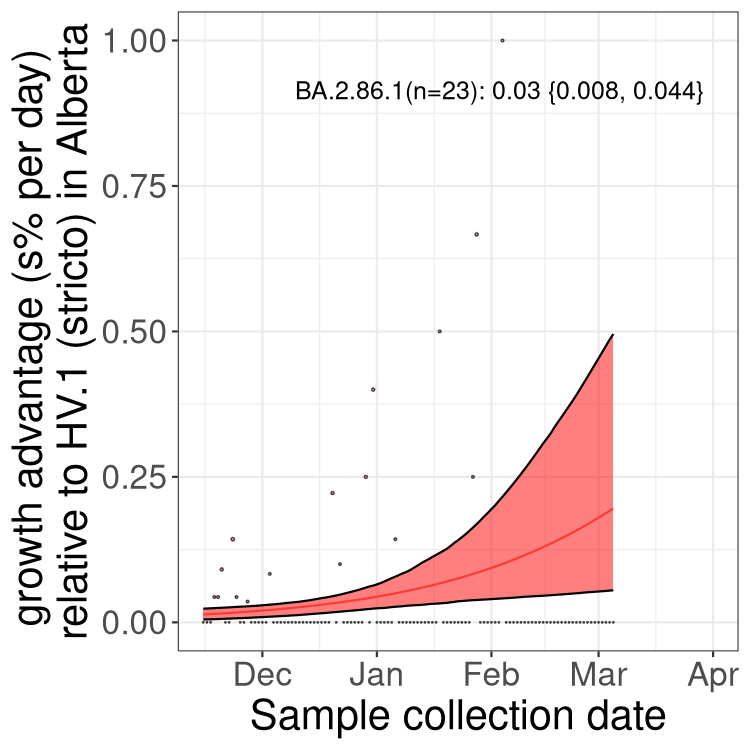 growth advantage (s% per day)
relative to HV.1 (stricto) in Alberta
1.00
0.75
0.50
0.25
0.00
BA.2.86.1(n=23): 0.03 {0.008, 0.044}
Dec Jan Feb Mar Apr
Sample collection date